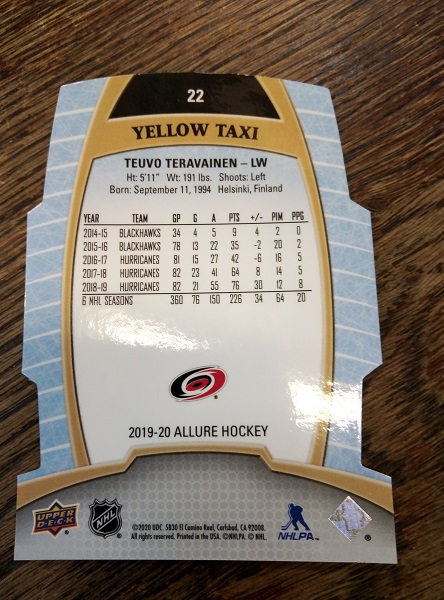 22
YELLOW TAXI
TEUVO TERAVAINEN – LW
Ht: 5'11" Wt: 191 lbs. Shoots: Left
Born: September 11, 1994 Helsinki, Finland
YEAR TEAM GP G A PTS +/- PIM PPG
2014-15 BLACKHAWKS 34 4 5 9 4 2 0
2015-16 BLACKHAWKS 78 13 22 35 -2 20 2
2016-17 HURRICANES 81 15 27 42 -6 16 5
2017-18 HURRICANES 82 23 41 64 8 14 5
2018-19 HURRICANES 82 21 55 76 30 12 8
6 NHL SEASONS 360 76 150 226 34 64 20
2019-20 ALLURE HOCKEY
UPPER DECK
NHL
©2020 UDC. 5830 El Camino Real, Carlsbad, CA 92008.
All rights reserved. Printed in the USA. ©NHLPA. © NHL.
NHLPA